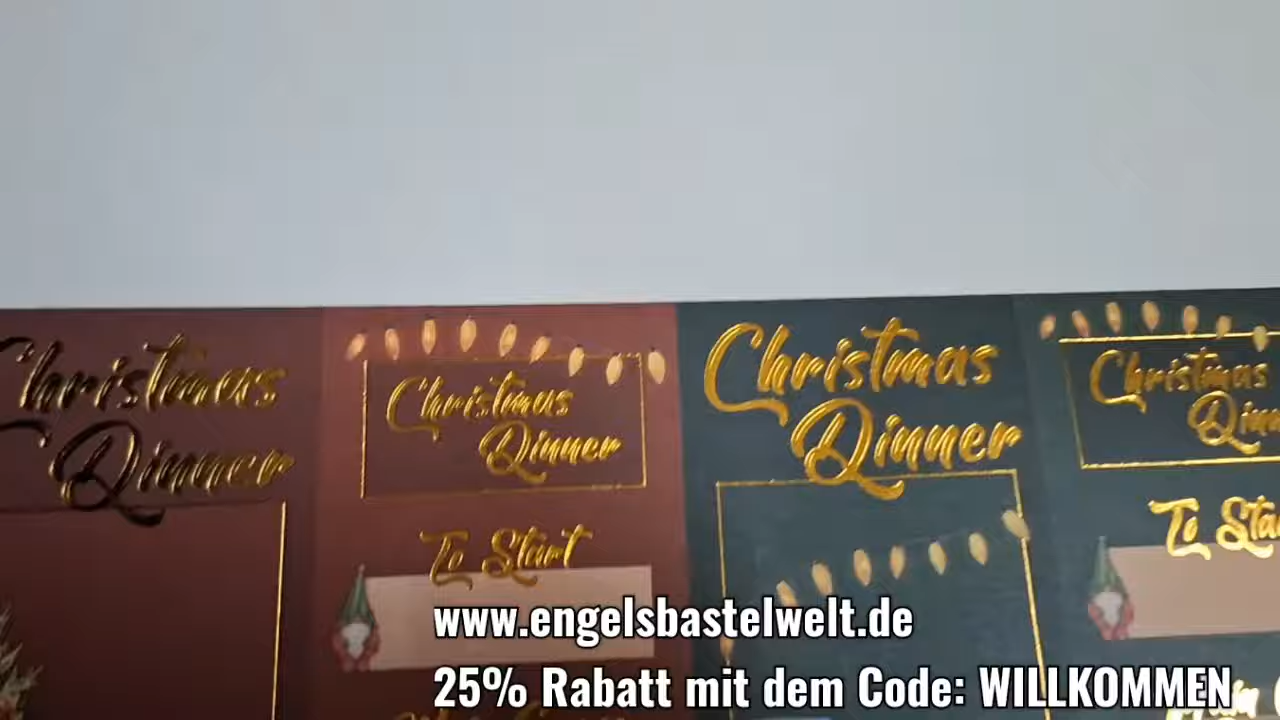 Christmas
Dinner
Christmas
Dinner
To Start
Christmas
Dinner
Christmas
To
www.engelsbastelwelt.de
25% Rabatt mit dem Code: WILLKOMMEN